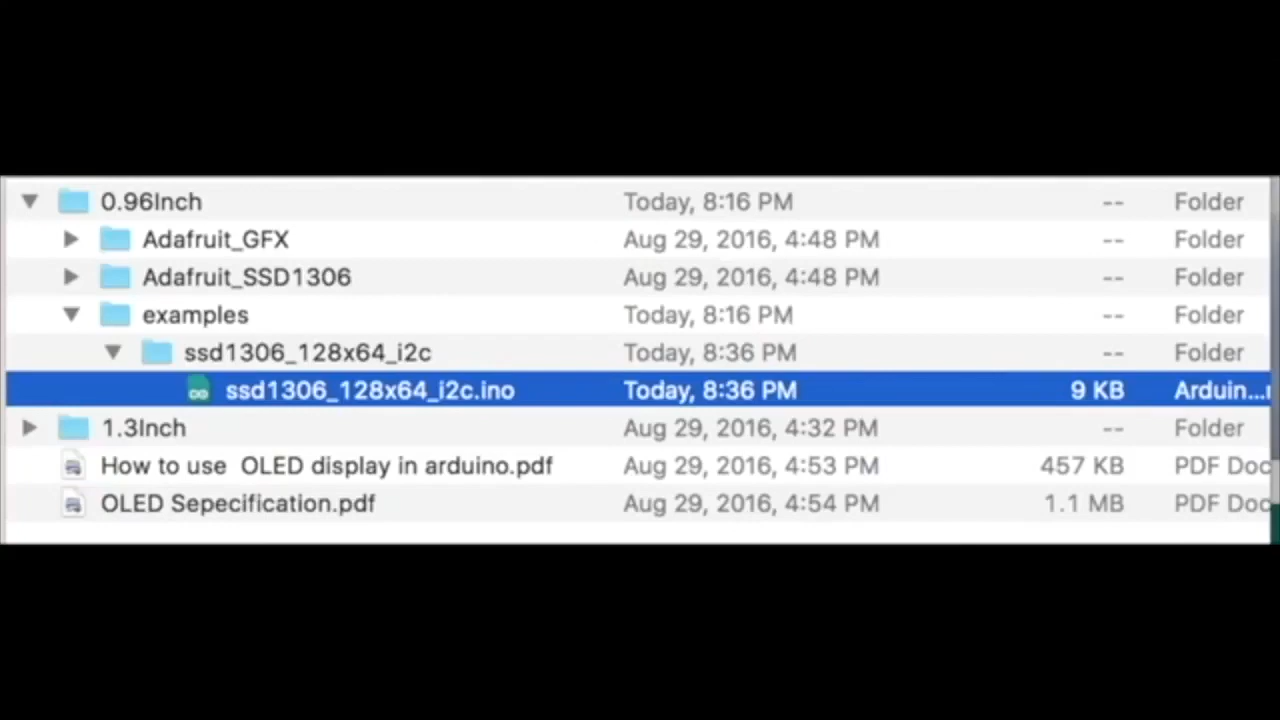 0.96Inch Today, 8:16 PM -- Folder
Adafruit_GFX Aug 29, 2016, 4:48 PM -- Folder
Adafruit_SSD1306 Aug 29, 2016, 4:48 PM -- Folder
examples Today, 8:16 PM -- Folder
ssd1306_128x64_i2c Today, 8:36 PM -- Folder
ssd1306_128x64_i2c.ino Today, 8:36 PM 9 KB Arduin...r
1.3Inch Aug 29, 2016, 4:32 PM -- Folder
How to use  OLED display in arduino.pdf Aug 29, 2016, 4:53 PM 457 KB PDF Doc
OLED Sepecification.pdf Aug 29, 2016, 4:54 PM 1.1 MB PDF Doc